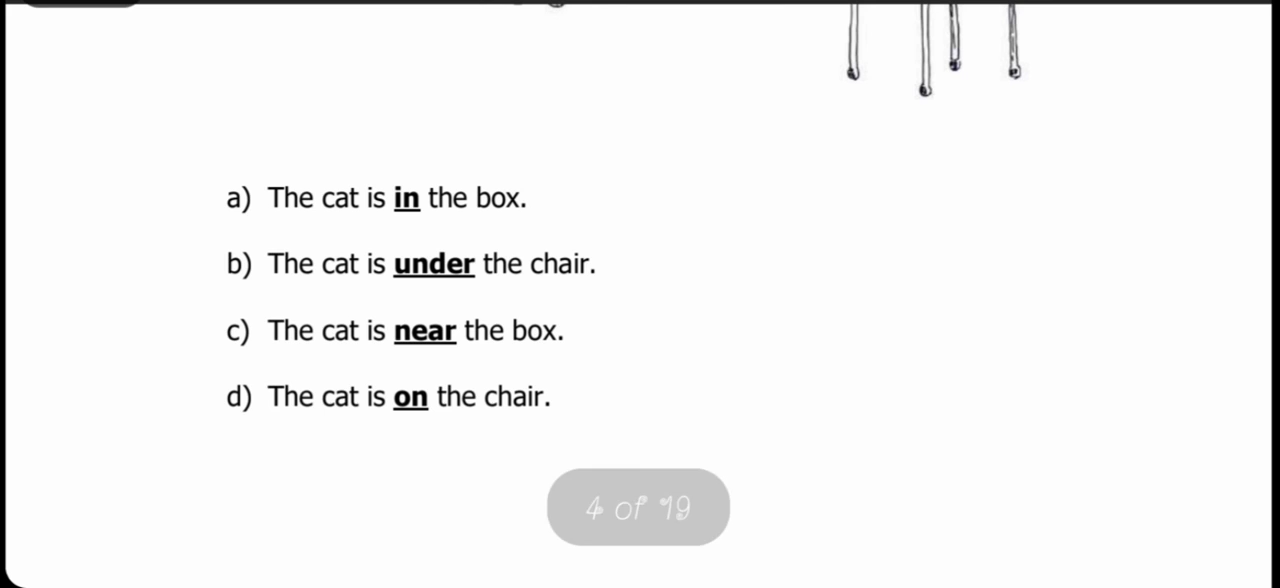 a) The cat is in the box.
b) The cat is under the chair.
c) The cat is near the box.
d) The cat is on the chair.
4 of 19